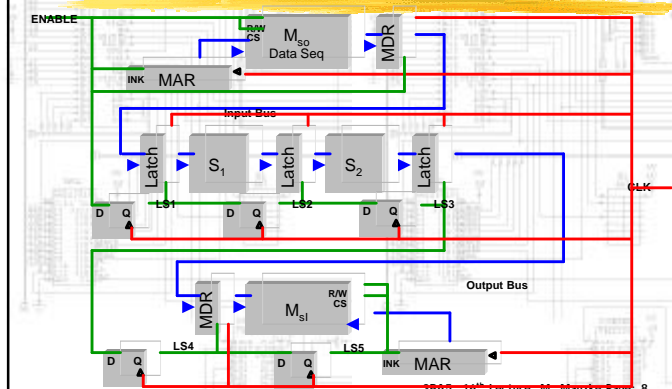 ENABLE
R/W
CS
Mso
Data Seq
MDR
INK
MAR
Input Bus
Latch
S1
Latch
S2
Latch
CLK
D Q
LS1
D Q
LS2
D Q
LS3
MDR
MsI
R/W
CS
Output Bus
LS4
LS5
D Q
D Q
INK
MAR